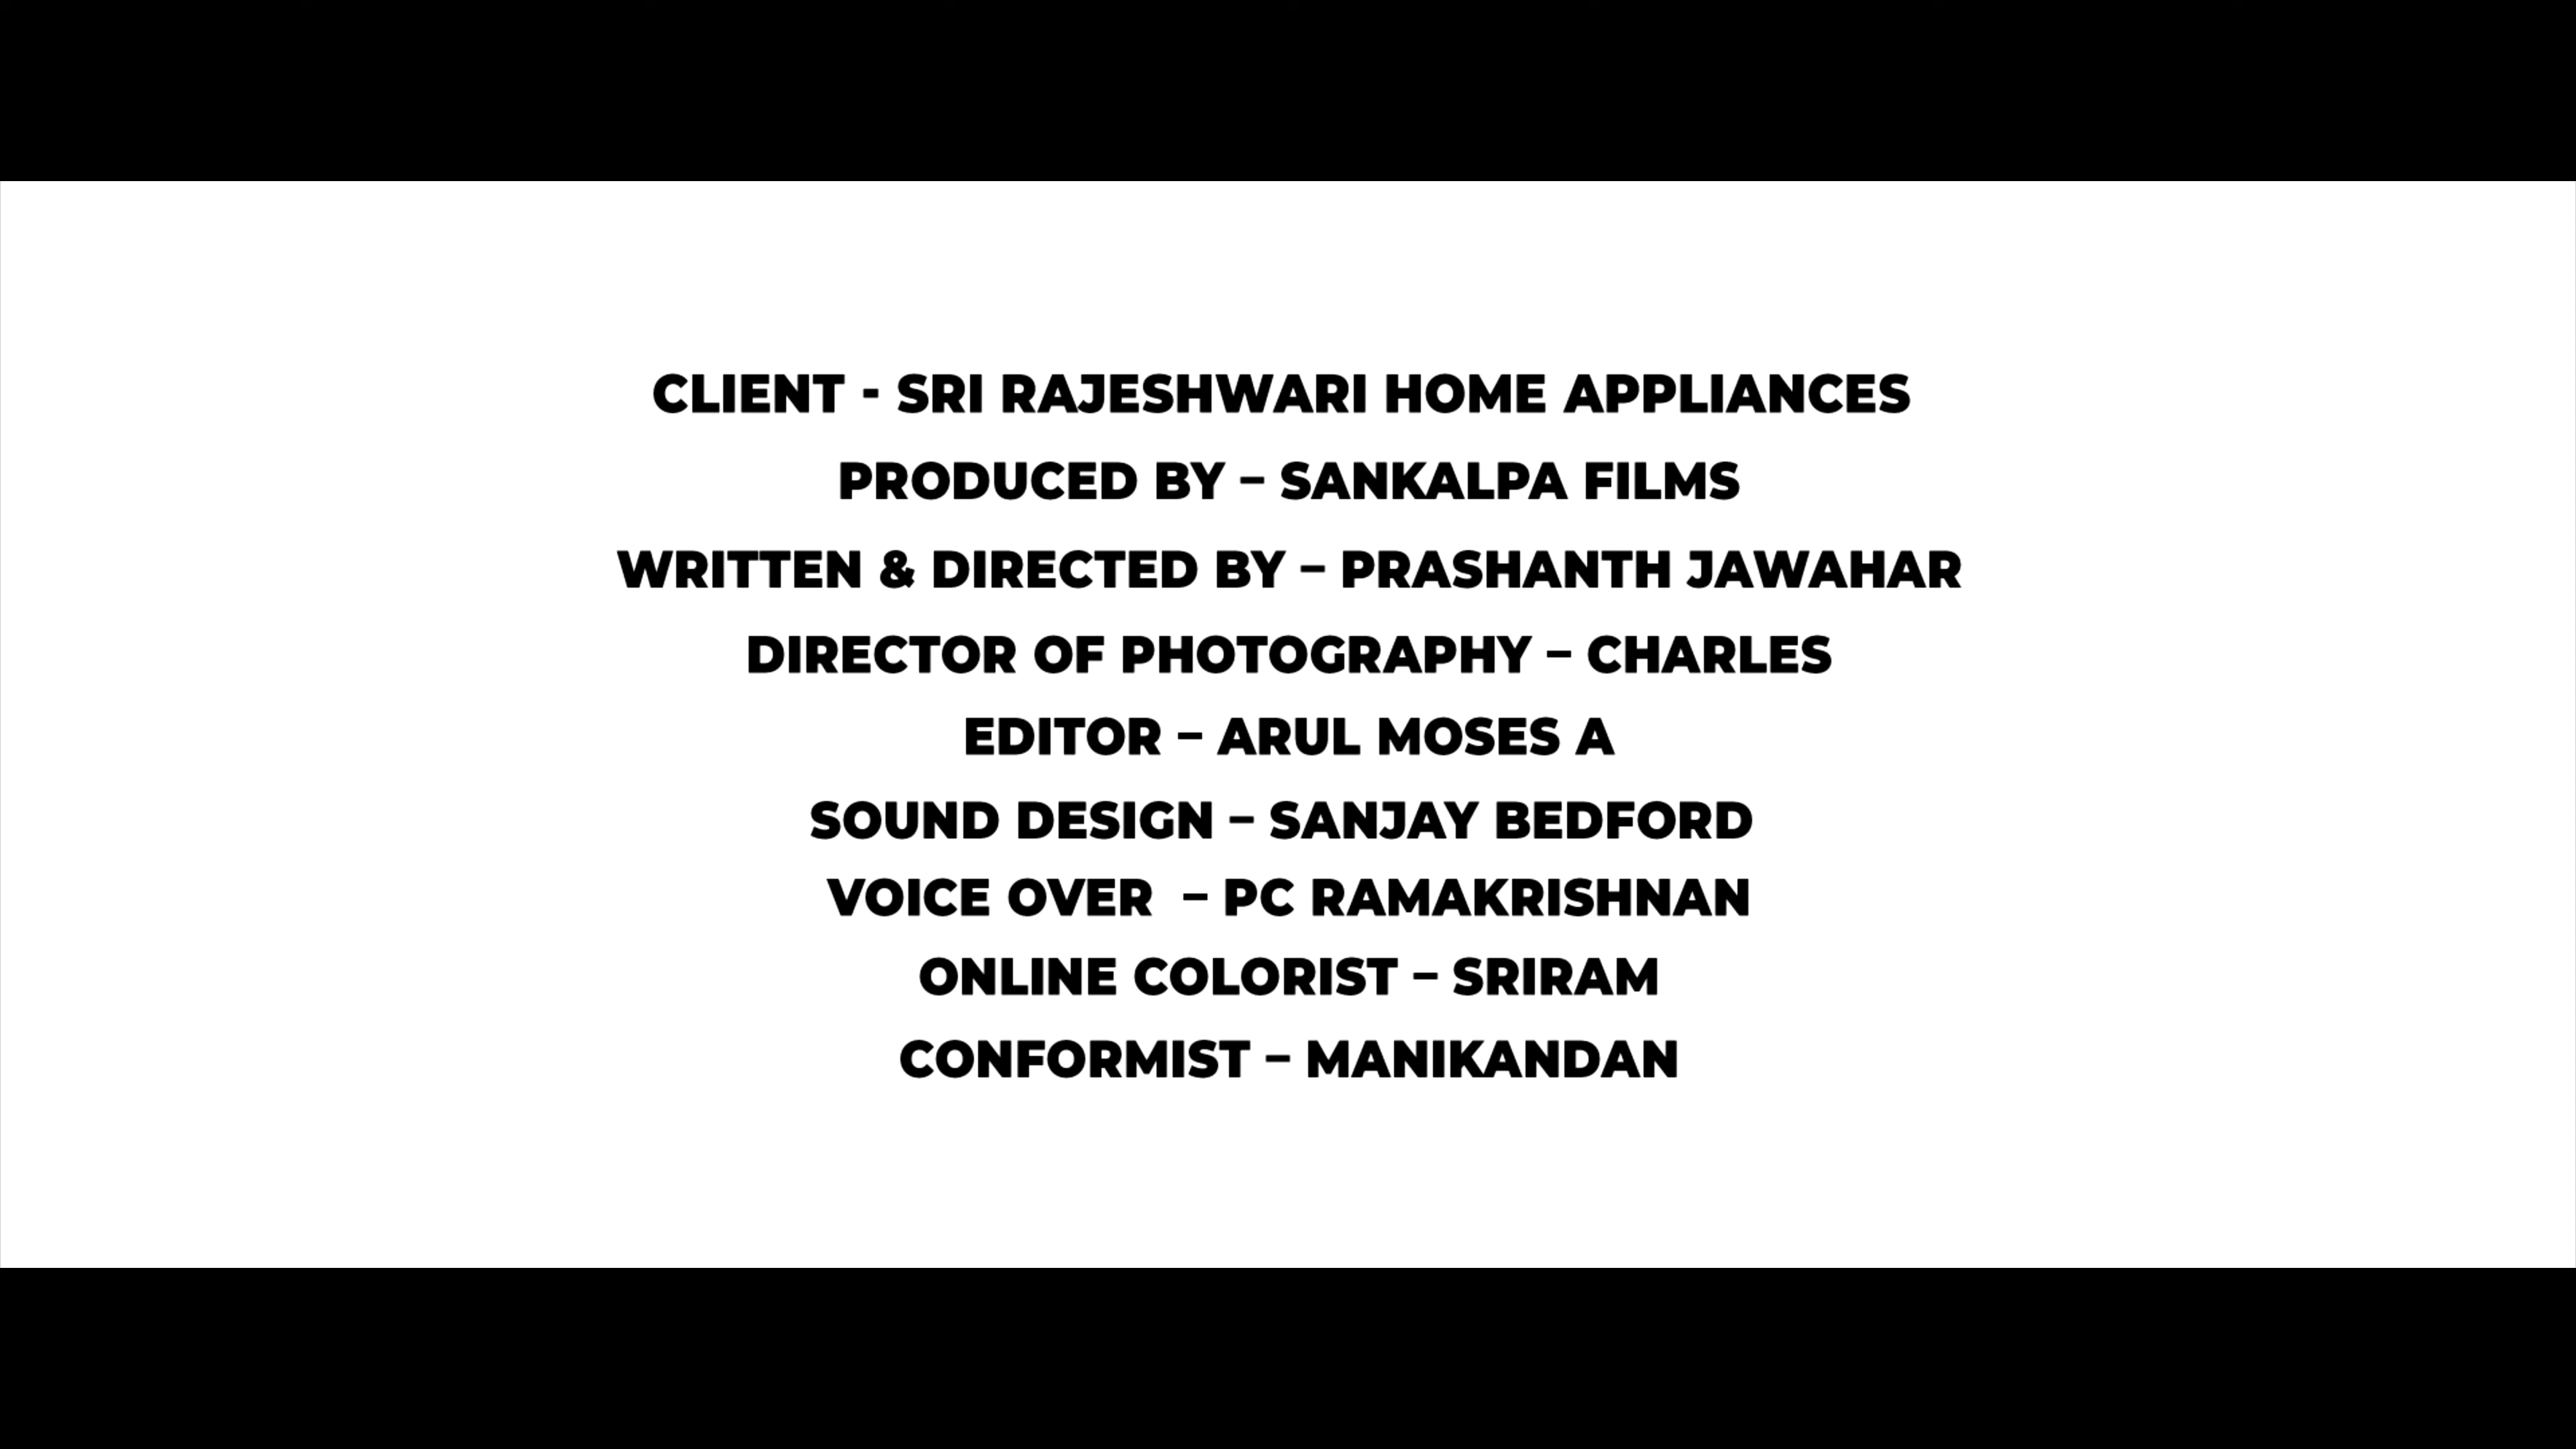 CLIENT - SRI RAJESHWARI HOME APPLIANCES
PRODUCED BY – SANKALPA FILMS
WRITTEN & DIRECTED BY – PRASHANTH JAWAHAR
DIRECTOR OF PHOTOGRAPHY – CHARLES
EDITOR – ARUL MOSES A
SOUND DESIGN – SANJAY BEDFORD
VOICE OVER  – PC RAMAKRISHNAN
ONLINE COLORIST – SRIRAM
CONFORMIST – MANIKANDAN